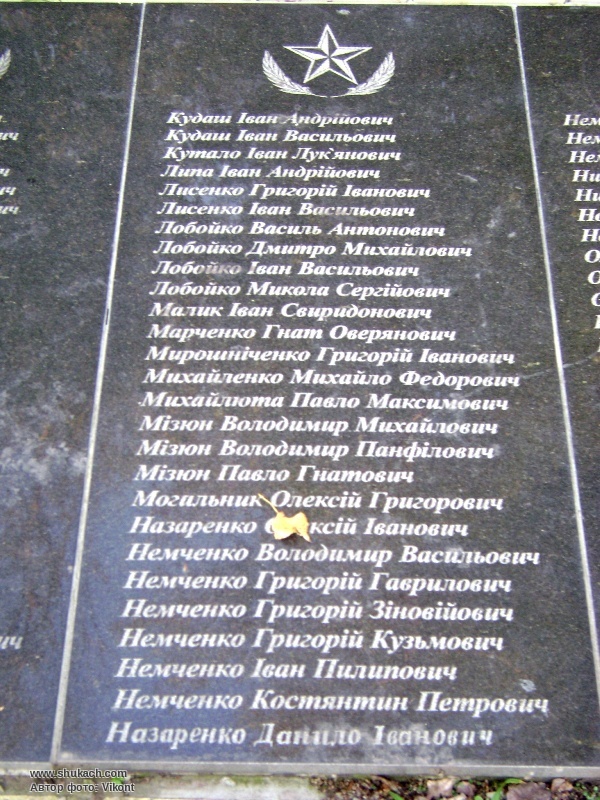 Кудаш Іван Андрійович
Кудаш Іван Васильович
Кутало Іван Лук'янович
Липа Іван Андрійович
Лисенко Григорій Іванович
Лисенко Іван Васильович
Лобойко Василь Антонович
Лобойко Дмитро Михайлович
Лобойко Іван Васильович
Лобойко Микола Сергійович
Малик Іван Свиридонович
Марченко Гнат Оверянович
Мирошніченко Григорій Іванович
Михайленко Михайло Федорович
Михайлюта Павло Максимович
Мізюн Володимир Михайлович
Мізюн Володимир Панфілович
Мізюн Павло Гнатович
Могальник Олексій Григорович
Назаренко Іванович
Немченко Володимир Васильович
Немченко Григорій Гаврилович
Немченко Григорій Зіновійович
Немченко Григорій Кузьмович
Немченко Іван Пилипович
Немченко Костянтин Петрович
Назаренко Данило Іванович
www.shukach.com
Автор фото: Vikont